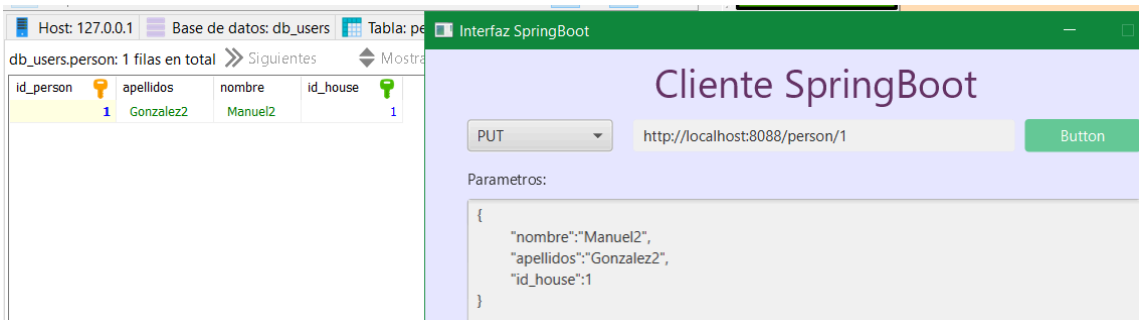 Host: 127.0.0.1 Base de datos: db_users Tabla: pe
db_users.person: 1 filas en total Siguientes Mostra
id_person apellidos nombre id_house
1 Gonzalez2 Manuel2 1
Interfaz SpringBoot
Cliente SpringBoot
PUT http://localhost:8088/person/1 Button
Parametros:
{
"nombre":"Manuel2",
"apellidos":"Gonzalez2",
"id_house":1
}